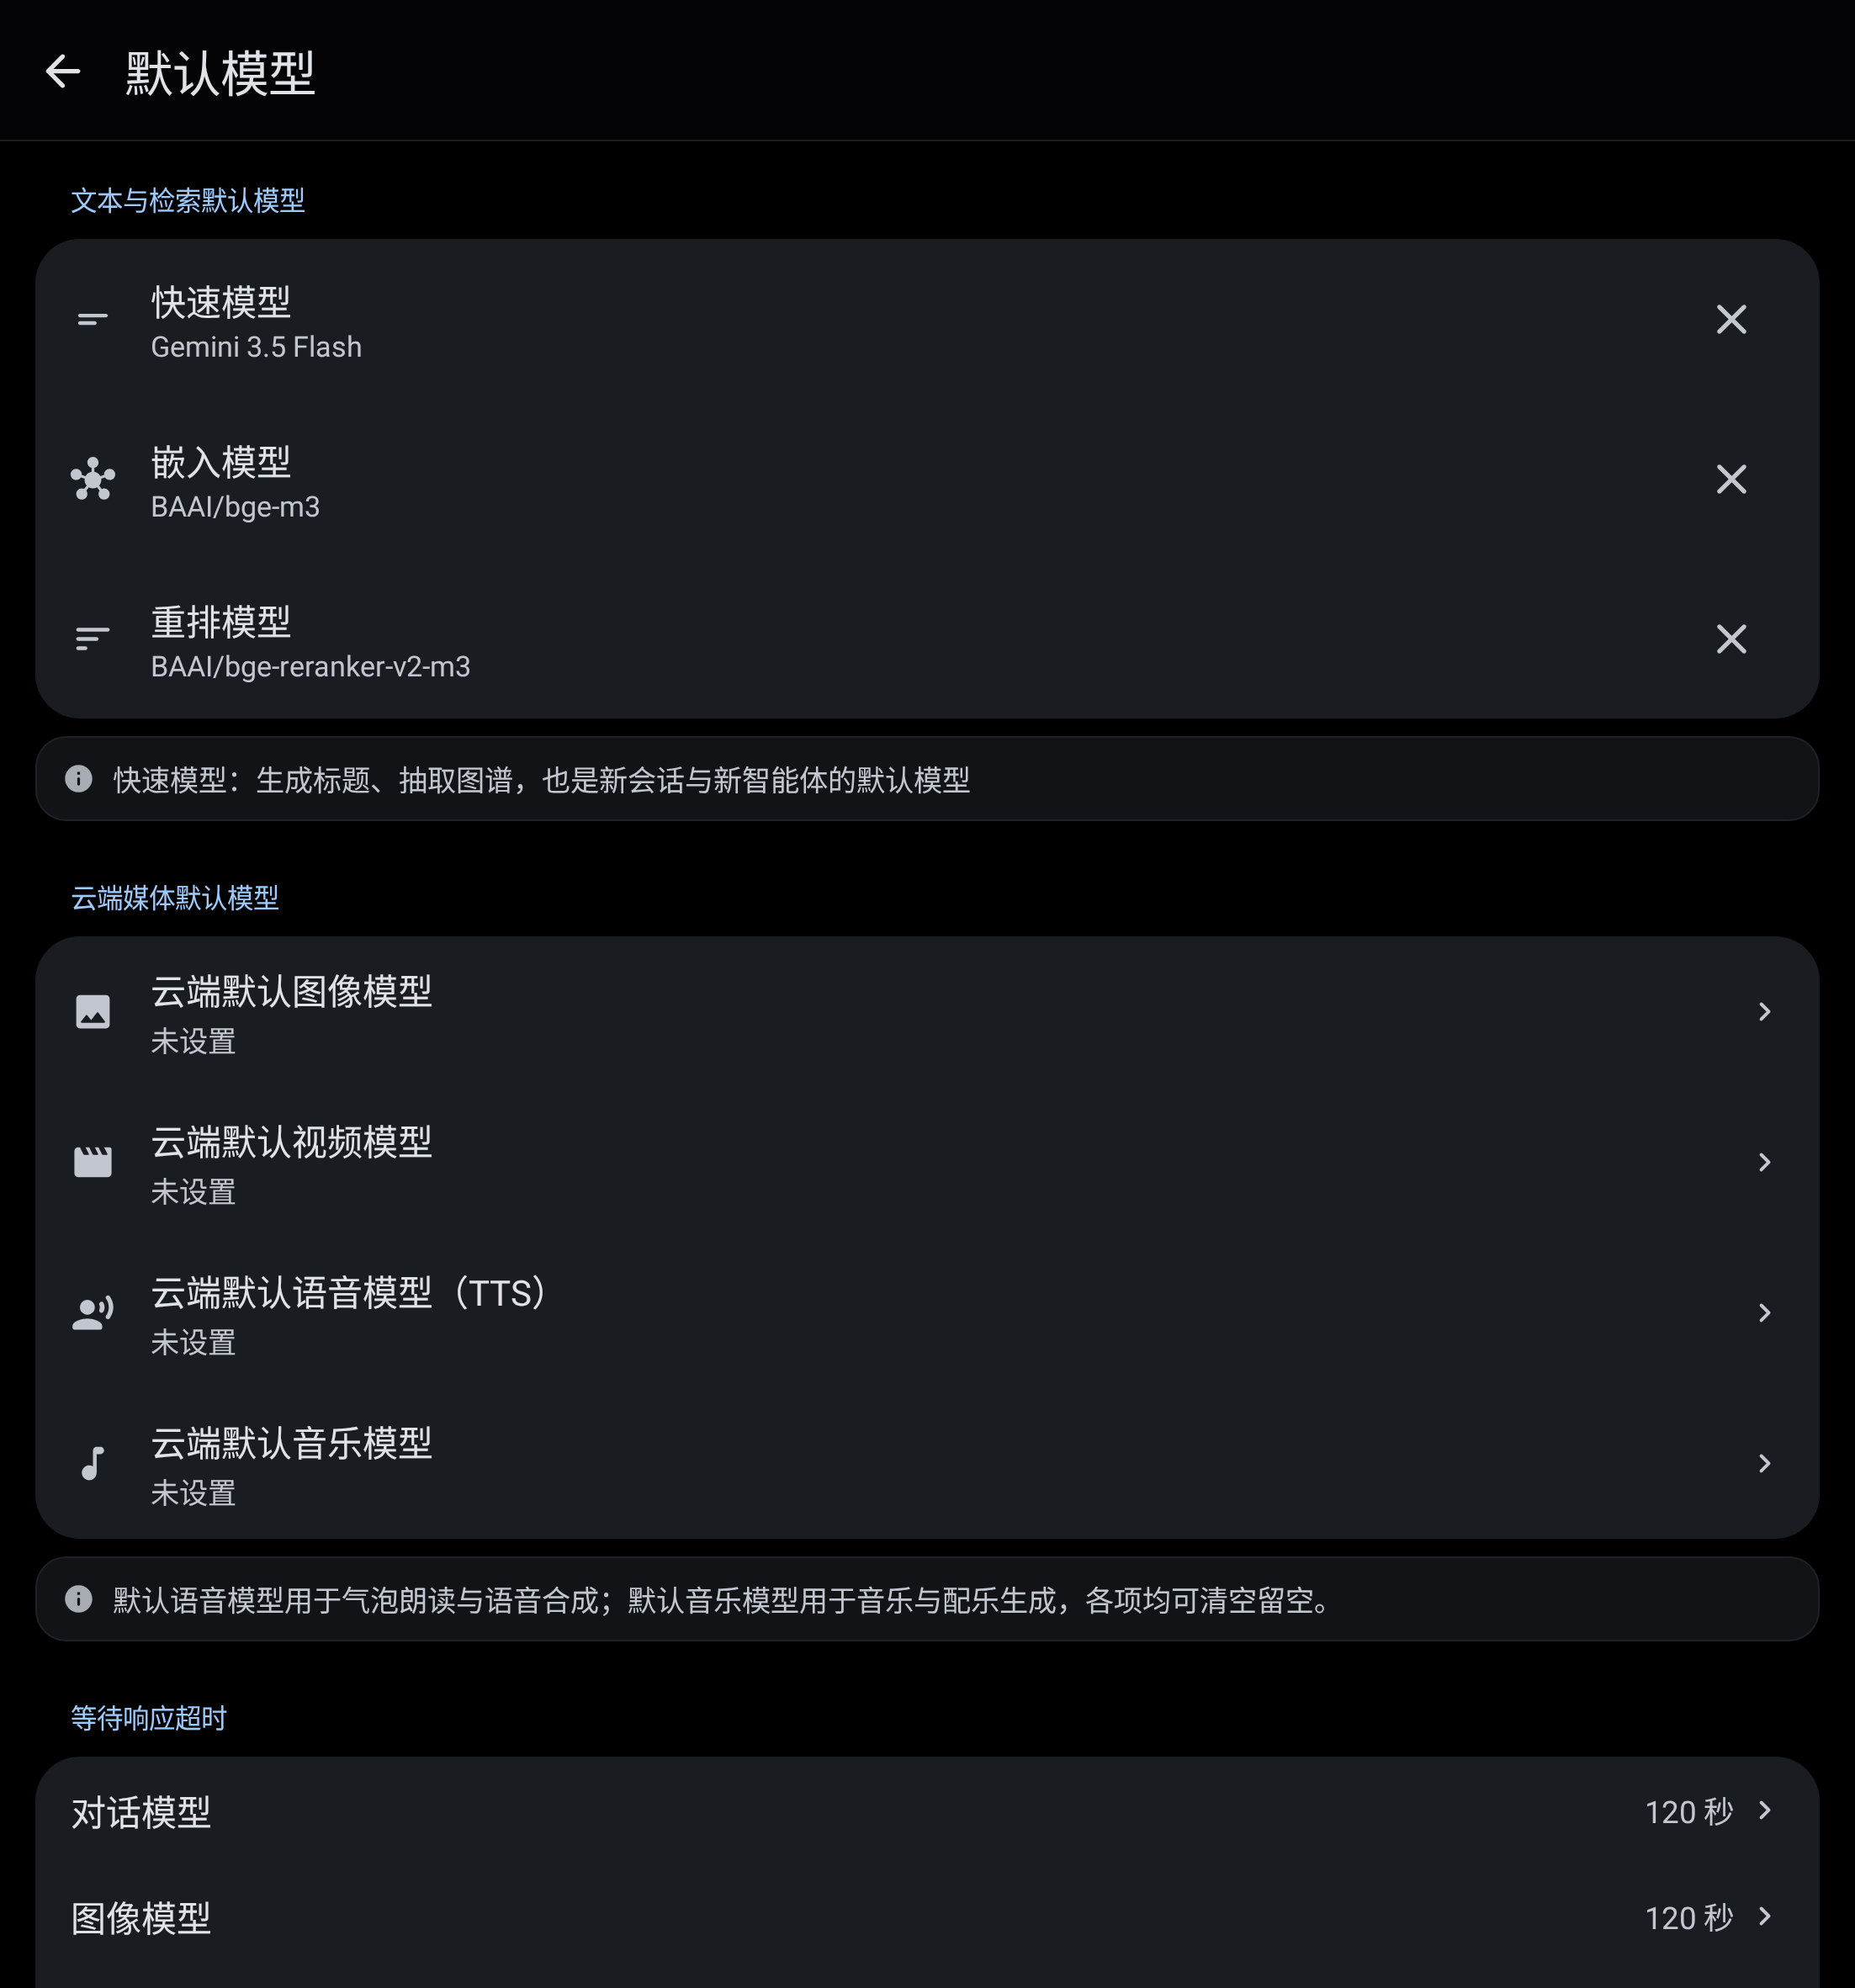 默认模型
文本与检索默认模型
快速模型
Gemini 3.5 Flash
嵌入模型
BAAI/bge-m3
重排模型
BAAI/bge-reranker-v2-m3
快速模型：生成标题、抽取图谱，也是新会话与新智能体的默认模型
云端媒体默认模型
云端默认图像模型
未设置
云端默认视频模型
未设置
云端默认语音模型（TTS）
未设置
云端默认音乐模型
未设置
默认语音模型用于气泡朗读与语音合成；默认音乐模型用于音乐与配乐生成，各项均可清空留空。
等待响应超时
对话模型 120 秒
图像模型 120 秒